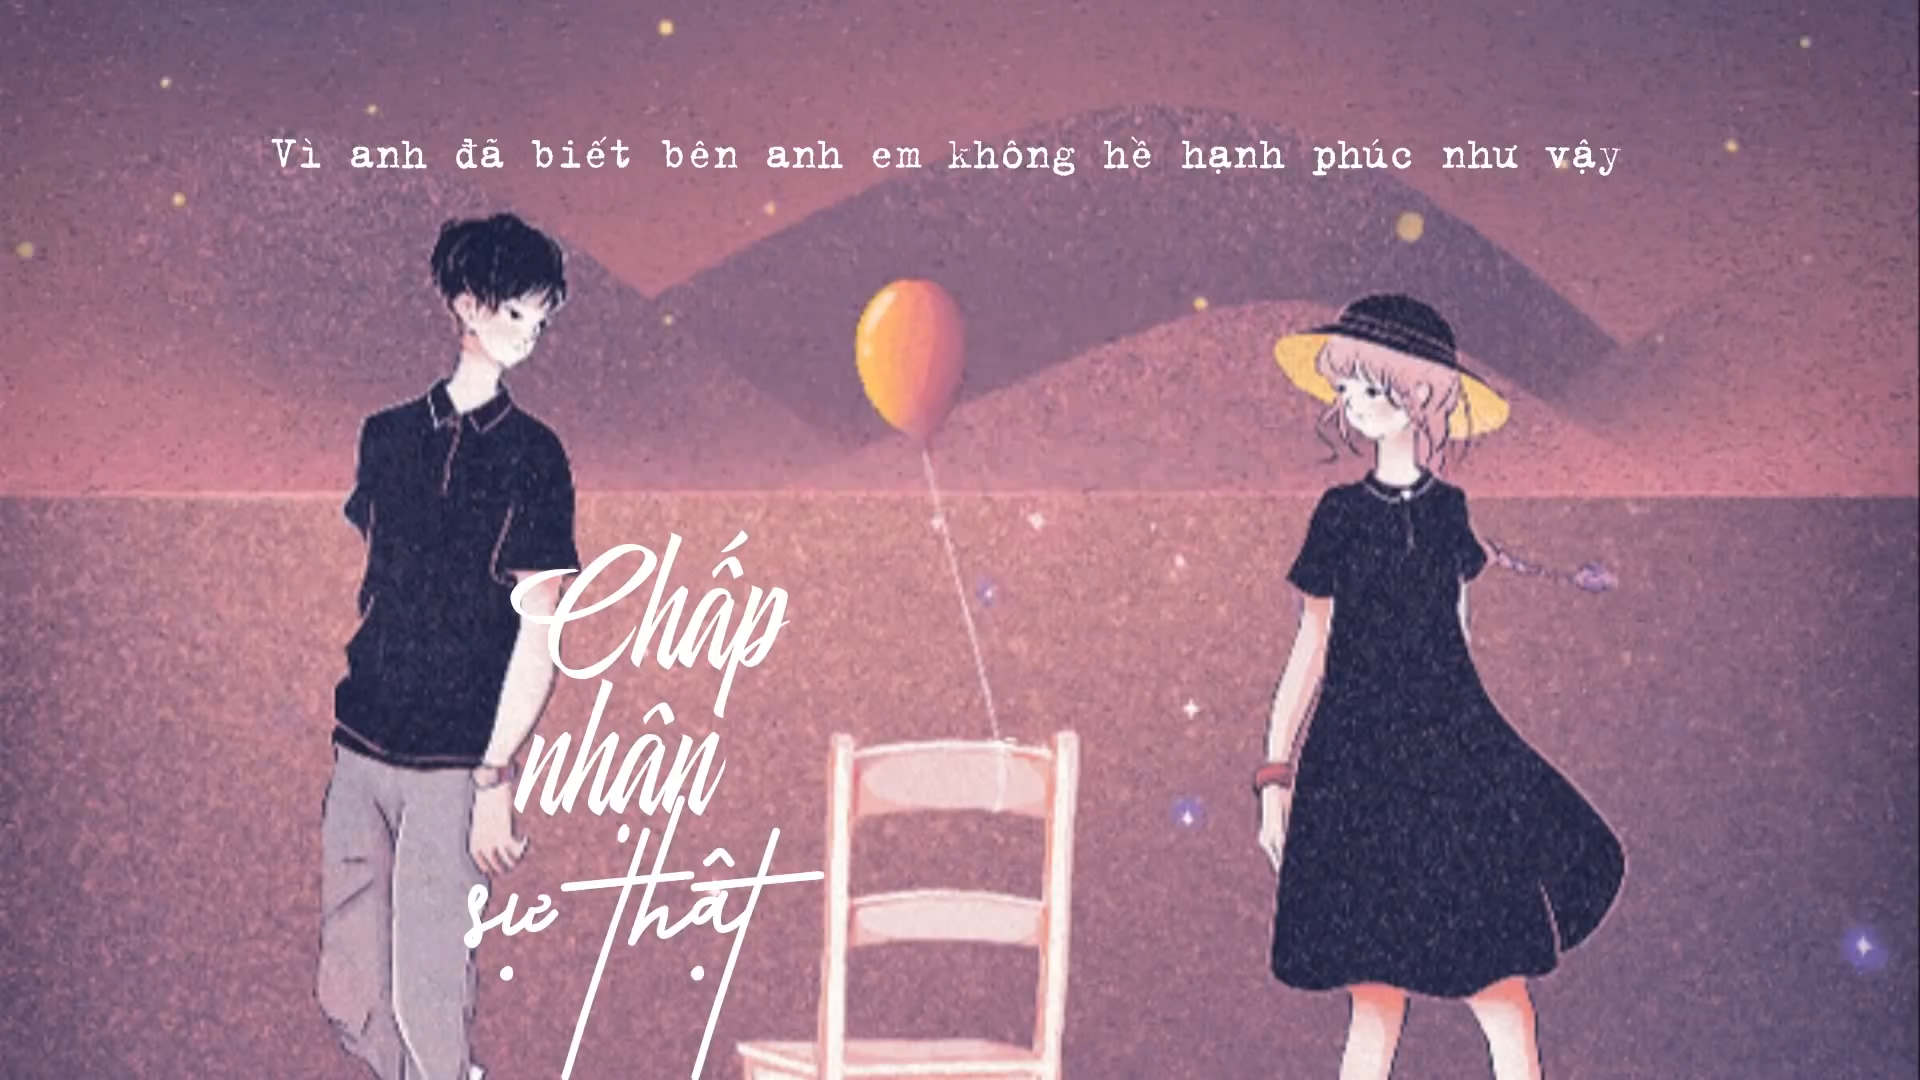 Vì anh đã biết bên anh em không hề hạnh phúc như vậy
Chấp
nhận
sự thật